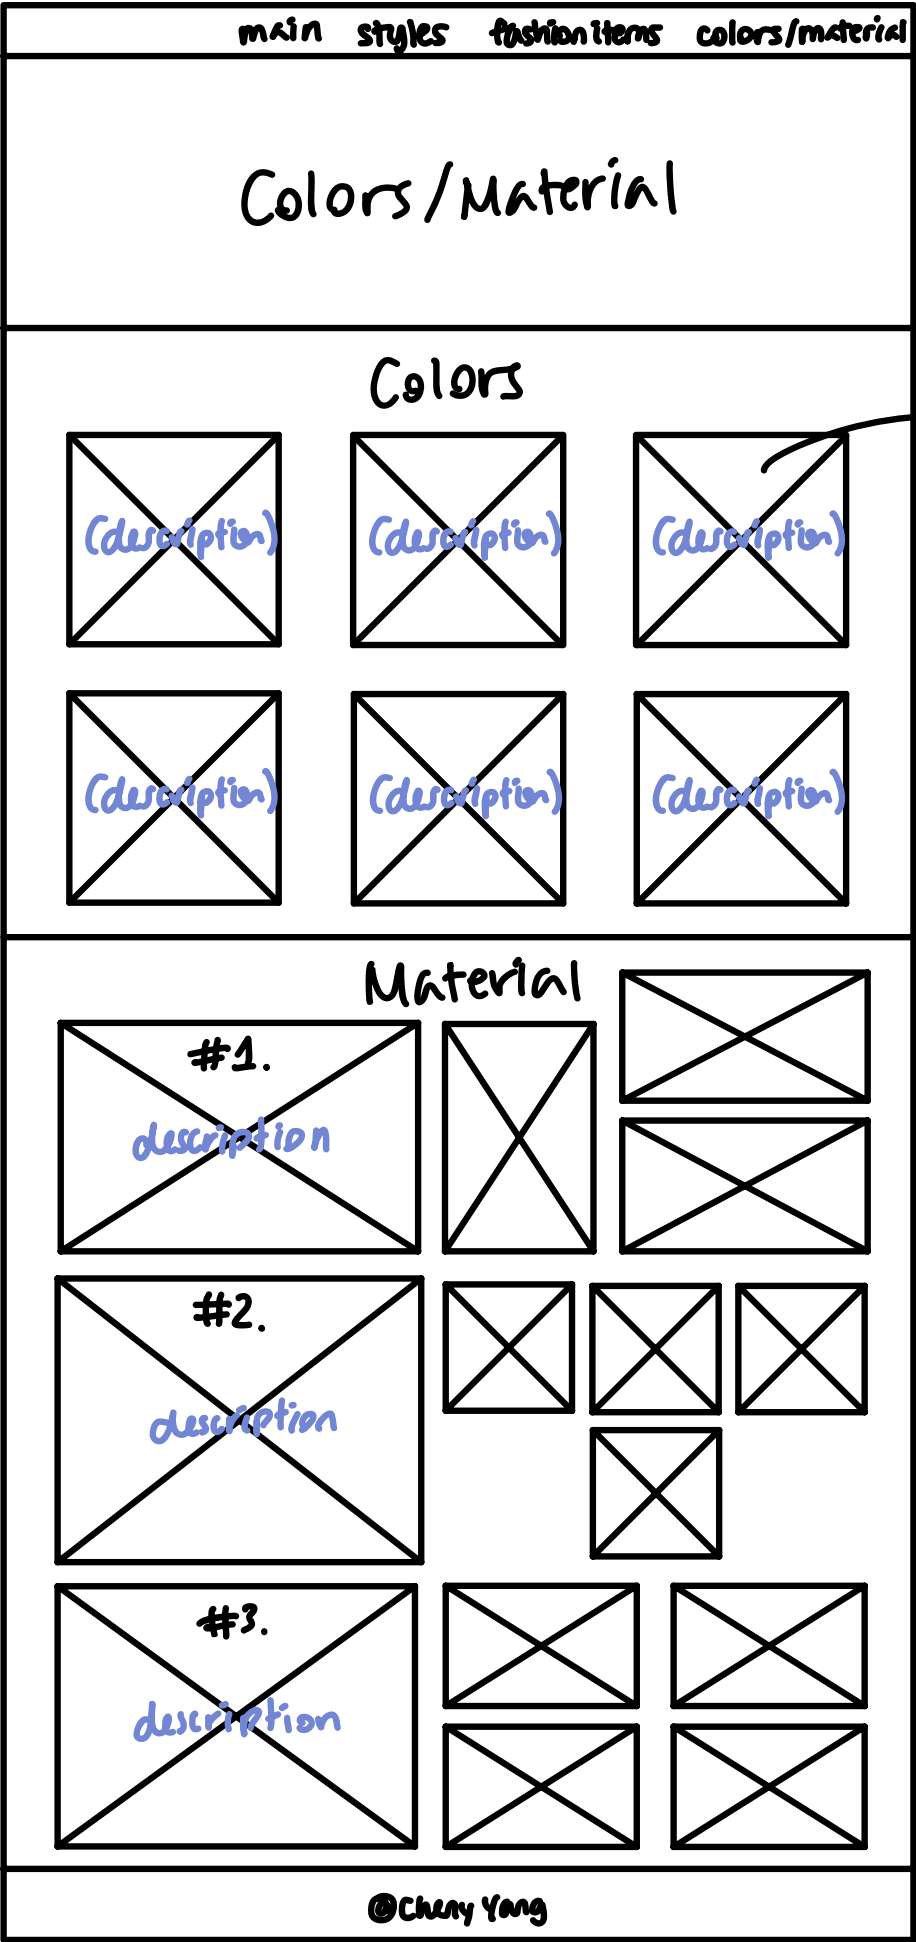 main styles fashion items colors/material
Colors/Material
Colors
(description) (description) (description)
(description) (description) (description)
Material
#1.
description
#2.
description
#3.
description
@Chery Yang